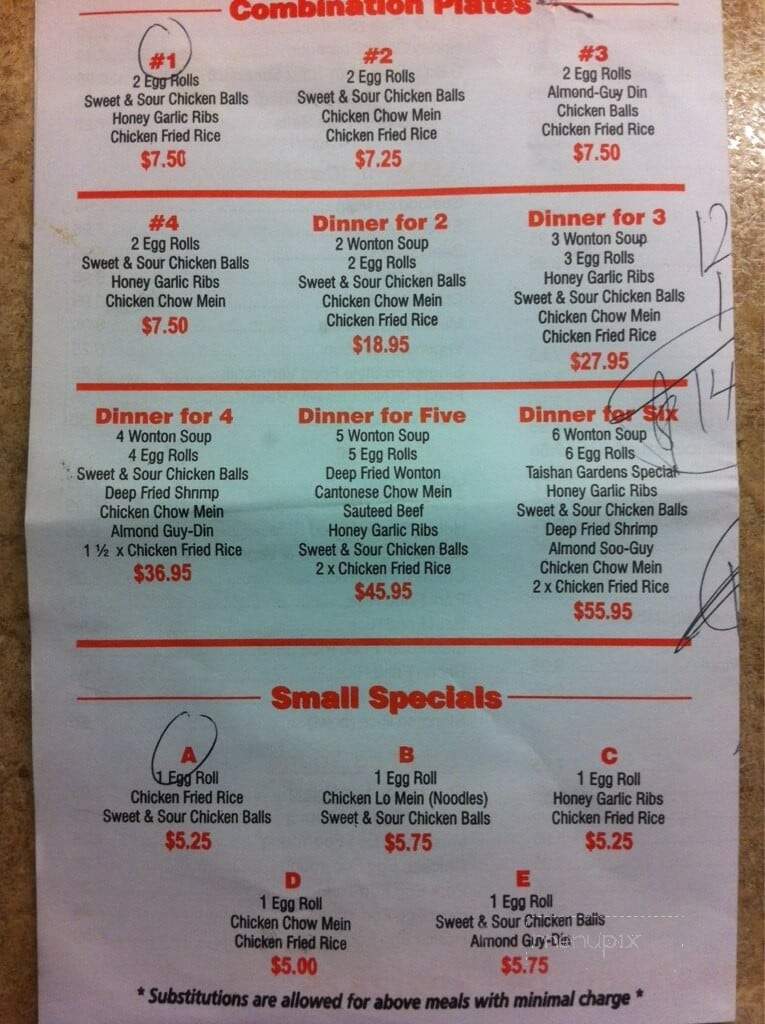 Combination Plates
#1
2 Egg Rolls
Sweet & Sour Chicken Balls
Honey Garlic Ribs
Chicken Fried Rice
$7.50
#2
2 Egg Rolls
Sweet & Sour Chicken Balls
Chicken Chow Mein
Chicken Fried Rice
$7.25
#3
2 Egg Rolls
Almond-Guy Din
Chicken Balls
Chicken Fried Rice
$7.50
#4
2 Egg Rolls
Sweet & Sour Chicken Balls
Honey Garlic Ribs
Chicken Chow Mein
$7.50
Dinner for 2
2 Wonton Soup
2 Egg Rolls
Sweet & Sour Chicken Balls
Chicken Chow Mein
Chicken Fried Rice
$18.95
Dinner for 3
3 Wonton Soup
3 Egg Rolls
Honey Garlic Ribs
Sweet & Sour Chicken Balls
Chicken Chow Mein
Chicken Fried Rice
$27.95
12
14
Dinner for 4
4 Wonton Soup
4 Egg Rolls
Sweet & Sour Chicken Balls
Deep Fried Shrimp
Chicken Chow Mein
Almond Guy-Din
1 ½ x Chicken Fried Rice
$36.95
Dinner for Five
5 Wonton Soup
5 Egg Rolls
Deep Fried Wonton
Cantonese Chow Mein
Sauteed Beef
Honey Garlic Ribs
Sweet & Sour Chicken Balls
2 x Chicken Fried Rice
$45.95
Dinner for Six
6 Wonton Soup
6 Egg Rolls
Taishan Gardens Special
Honey Garlic Ribs
Sweet & Sour Chicken Balls
Deep Fried Shrimp
Almond Soo-Guy
Chicken Chow Mein
2 x Chicken Fried Rice
$55.95
Small Specials
A
1 Egg Roll
Chicken Fried Rice
Sweet & Sour Chicken Balls
$5.25
B
1 Egg Roll
Chicken Lo Mein (Noodles)
Sweet & Sour Chicken Balls
$5.75
C
1 Egg Roll
Honey Garlic Ribs
Chicken Fried Rice
$5.25
D
1 Egg Roll
Chicken Chow Mein
Chicken Fried Rice
$5.00
E
1 Egg Roll
Sweet & Sour Chicken Balls
Almond Guy-Din
$5.75
menupix
* Substitutions are allowed for above meals with minimal charge *